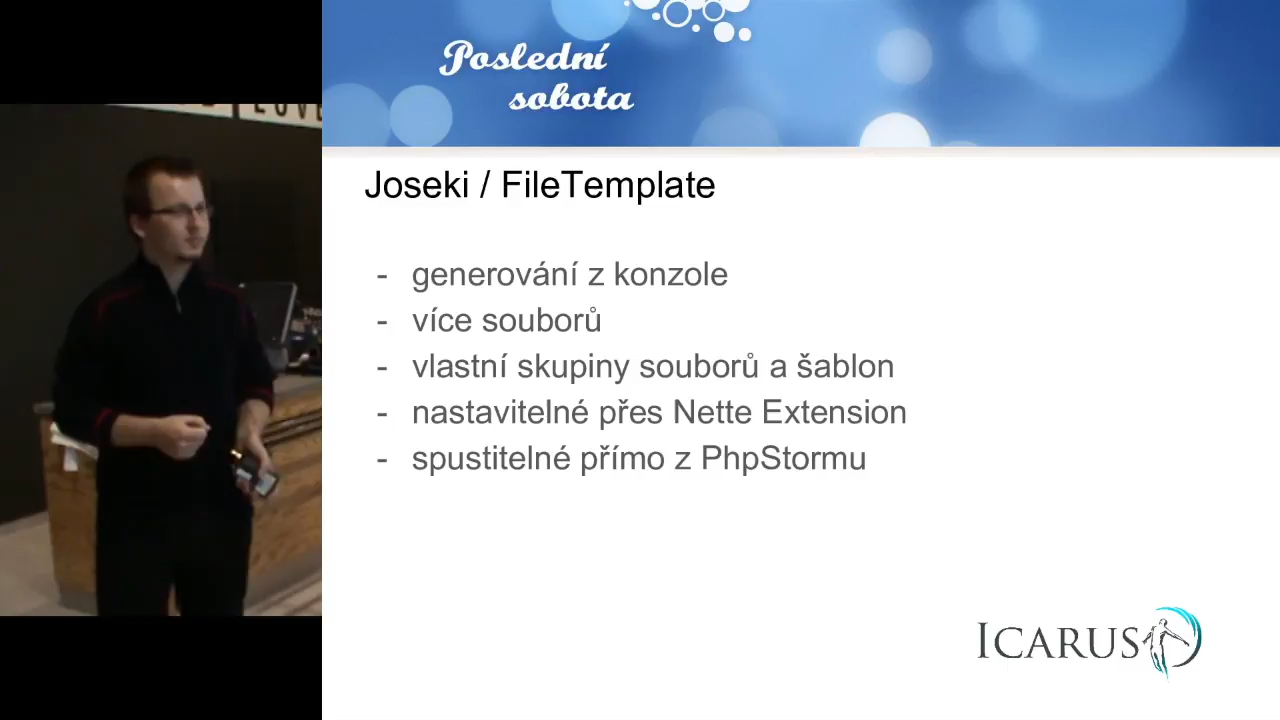 Poslední
sobota
Joseki / FileTemplate
- generování z konzole
- více souborů
- vlastní skupiny souborů a šablon
- nastavitelné přes Nette Extension
- spustitelné přímo z PhpStormu
ICARUS